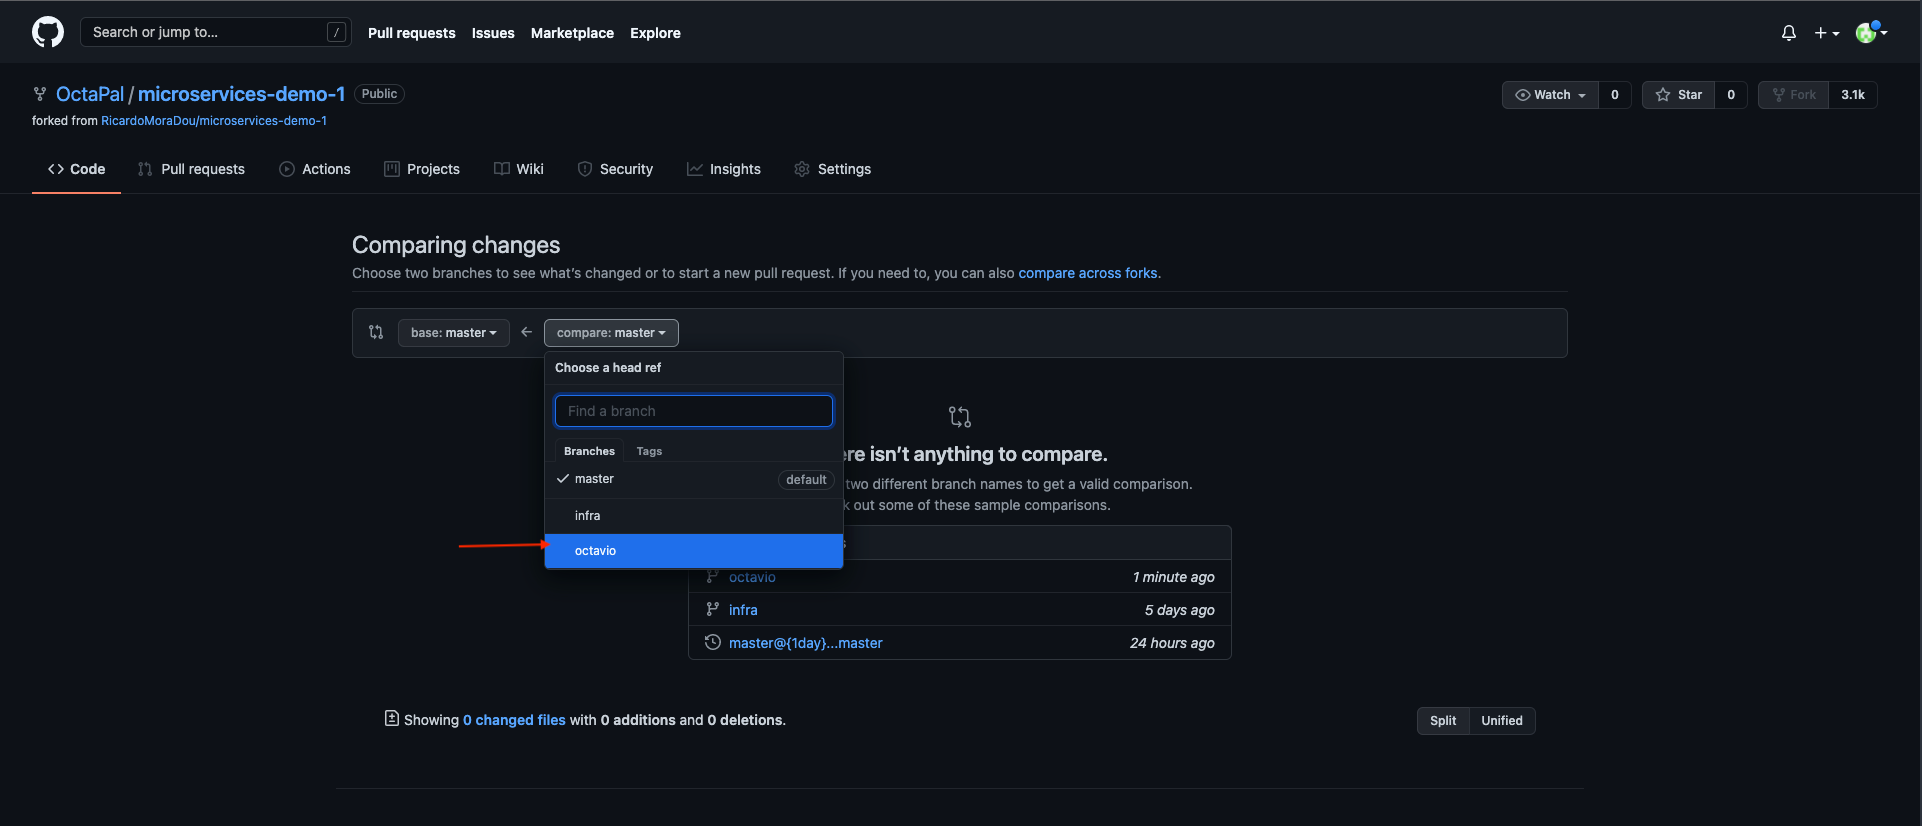 Search or jump to... /
Pull requests Issues Marketplace Explore
OctaPal / microservices-demo-1 Public
Watch 0 Star 0 Fork 3.1k
forked from RicardoMoraDou/microservices-demo-1
Code Pull requests Actions Projects Wiki Security Insights Settings
Comparing changes
Choose two branches to see what's changed or to start a new pull request. If you need to, you can also compare across forks.
base: master ← compare: master
Choose a head ref
Find a branch
Branches Tags
master default
infra
octavio
isn't anything to compare.
two different branch names to get a valid comparison.
out some of these sample comparisons.
octavio 1 minute ago
infra 5 days ago
master@{1day}...master 24 hours ago
Showing 0 changed files with 0 additions and 0 deletions.
Split Unified